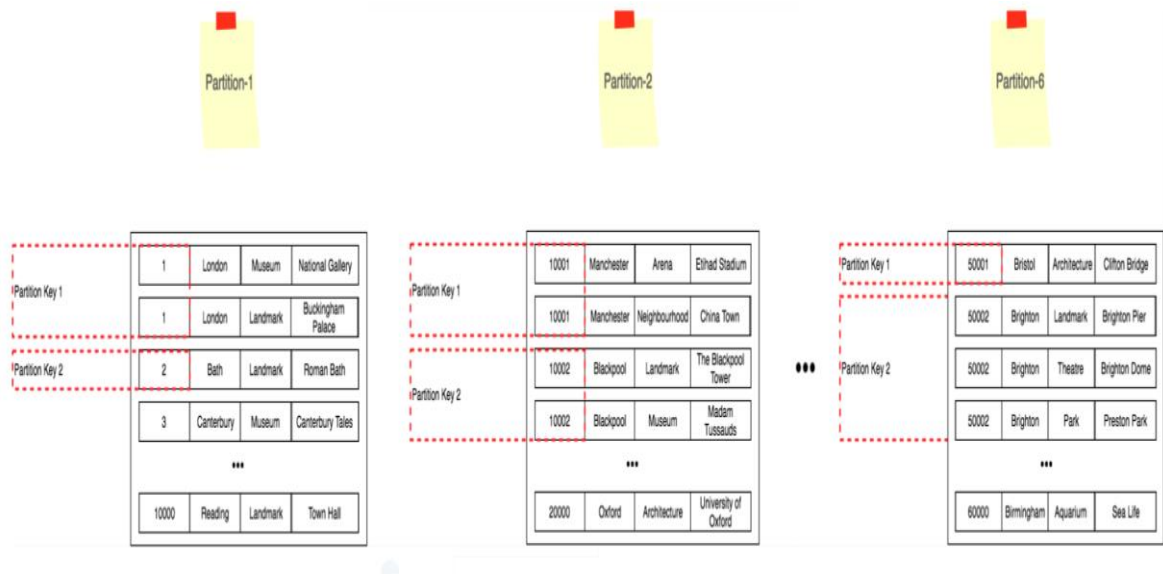 Partition-1
Partition-2
Partition-6
Partition Key 1
1 London Museum National Gallery
1 London Landmark Buckingham
Palace
Partition Key 2
2 Bath Landmark Roman Bath
3 Canterbury Museum Canterbury Tales
•••
10000 Reading Landmark Town Hall
Partition Key 1
10001 Manchester Arena Etihad Stadium
10001 Manchester Neighbourhood China Town
Partition Key 2
10002 Blackpool Landmark The Blackpool
Tower
10002 Blackpool Museum Madam
Tussauds
•••
20000 Oxford Architecture University of
Oxford
•••
Partition Key 1
50001 Bristol Architecture Clifton Bridge
Partition Key 2
50002 Brighton Landmark Brighton Pier
50002 Brighton Theatre Brighton Dome
50002 Brighton Park Preston Park
•••
60000 Birmingham Aquarium Sea Life